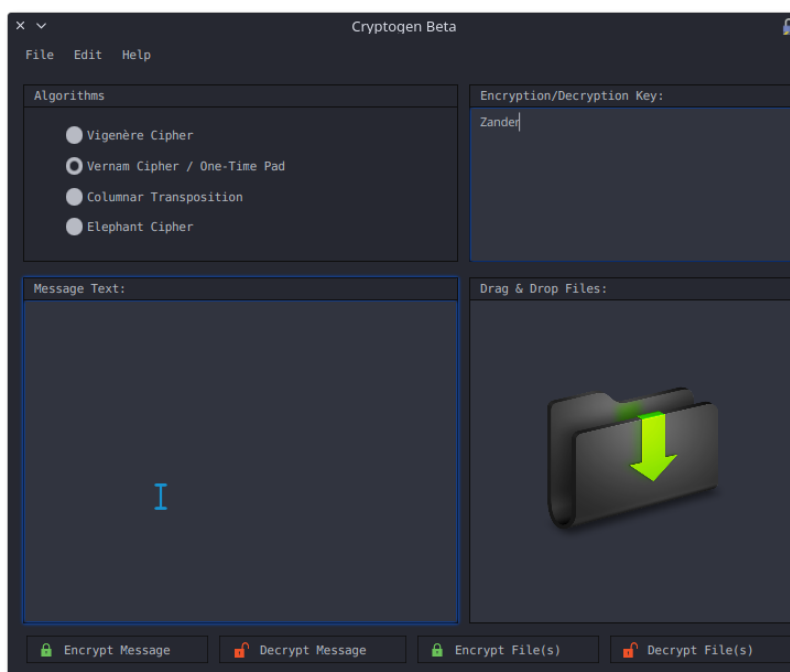 Cryptogen Beta
File Edit Help
Algorithms
Vigenère Cipher
Vernam Cipher / One-Time Pad
Columnar Transposition
Elephant Cipher
Encryption/Decryption Key:
Zander
Message Text:
Drag & Drop Files:
Encrypt Message
Decrypt Message
Encrypt File(s)
Decrypt File(s)